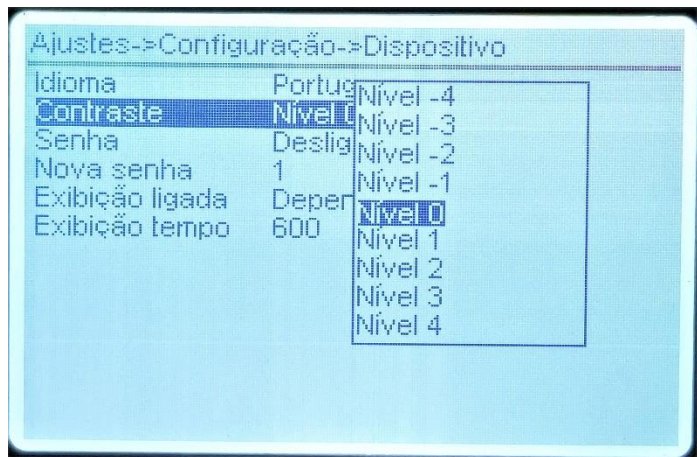 Ajustes->Configuração->Dispositivo
Idioma Portug
Contraste Nível 0
Senha Deslig
Nova senha 1
Exibição ligada Depen
Exibição tempo 600
Nível -4
Nível -3
Nível -2
Nível -1
Nível 0
Nível 1
Nível 2
Nível 3
Nível 4